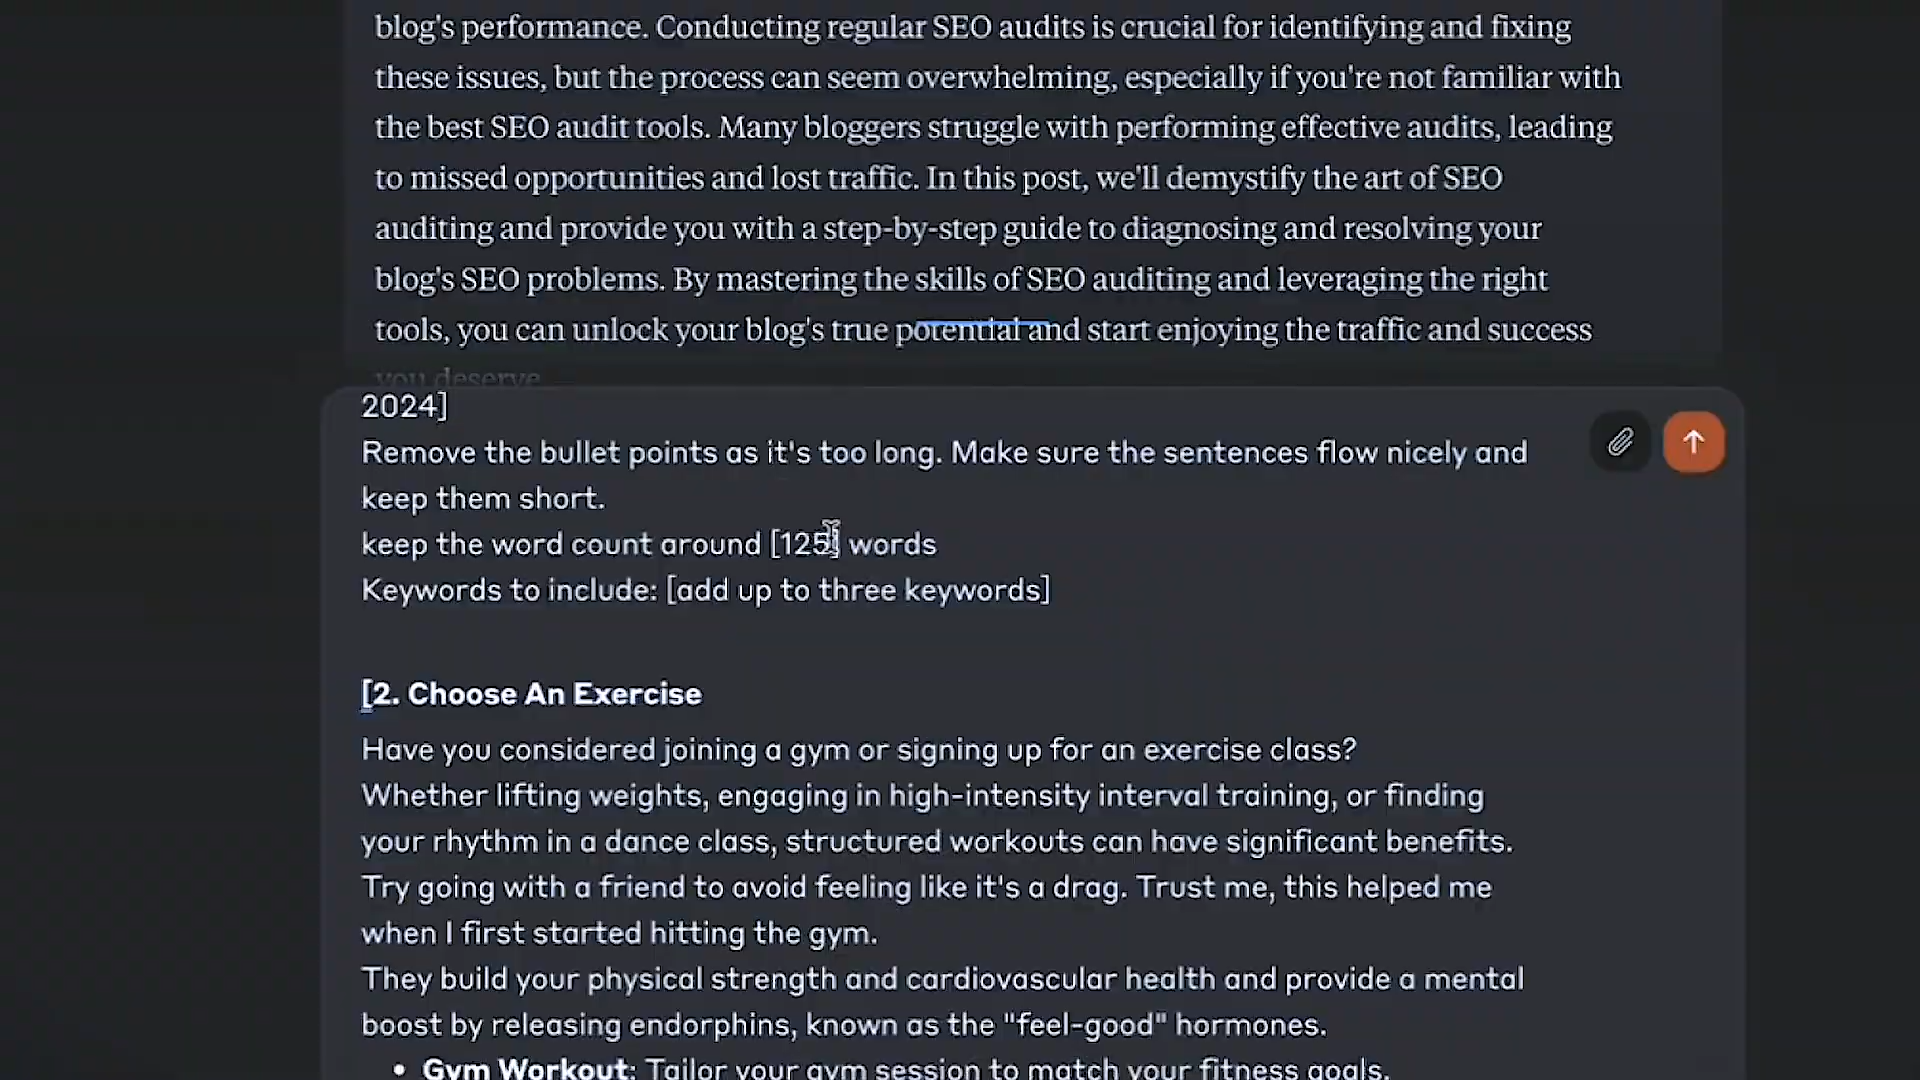 blog's performance. Conducting regular SEO audits is crucial for identifying and fixing
these issues, but the process can seem overwhelming, especially if you're not familiar with
the best SEO audit tools. Many bloggers struggle with performing effective audits, leading
to missed opportunities and lost traffic. In this post, we'll demystify the art of SEO
auditing and provide you with a step-by-step guide to diagnosing and resolving your
blog's SEO problems. By mastering the skills of SEO auditing and leveraging the right
tools, you can unlock your blog's true potential and start enjoying the traffic and success
you deserve
2024]
Remove the bullet points as it's too long. Make sure the sentences flow nicely and
keep them short.
keep the word count around [125] words
Keywords to include: [add up to three keywords]
[2. Choose An Exercise
Have you considered joining a gym or signing up for an exercise class?
Whether lifting weights, engaging in high-intensity interval training, or finding
your rhythm in a dance class, structured workouts can have significant benefits.
Try going with a friend to avoid feeling like it's a drag. Trust me, this helped me
when I first started hitting the gym.
They build your physical strength and cardiovascular health and provide a mental
boost by releasing endorphins, known as the "feel-good" hormones.
• Gym Workout: Tailor your gym session to match your fitness goals.